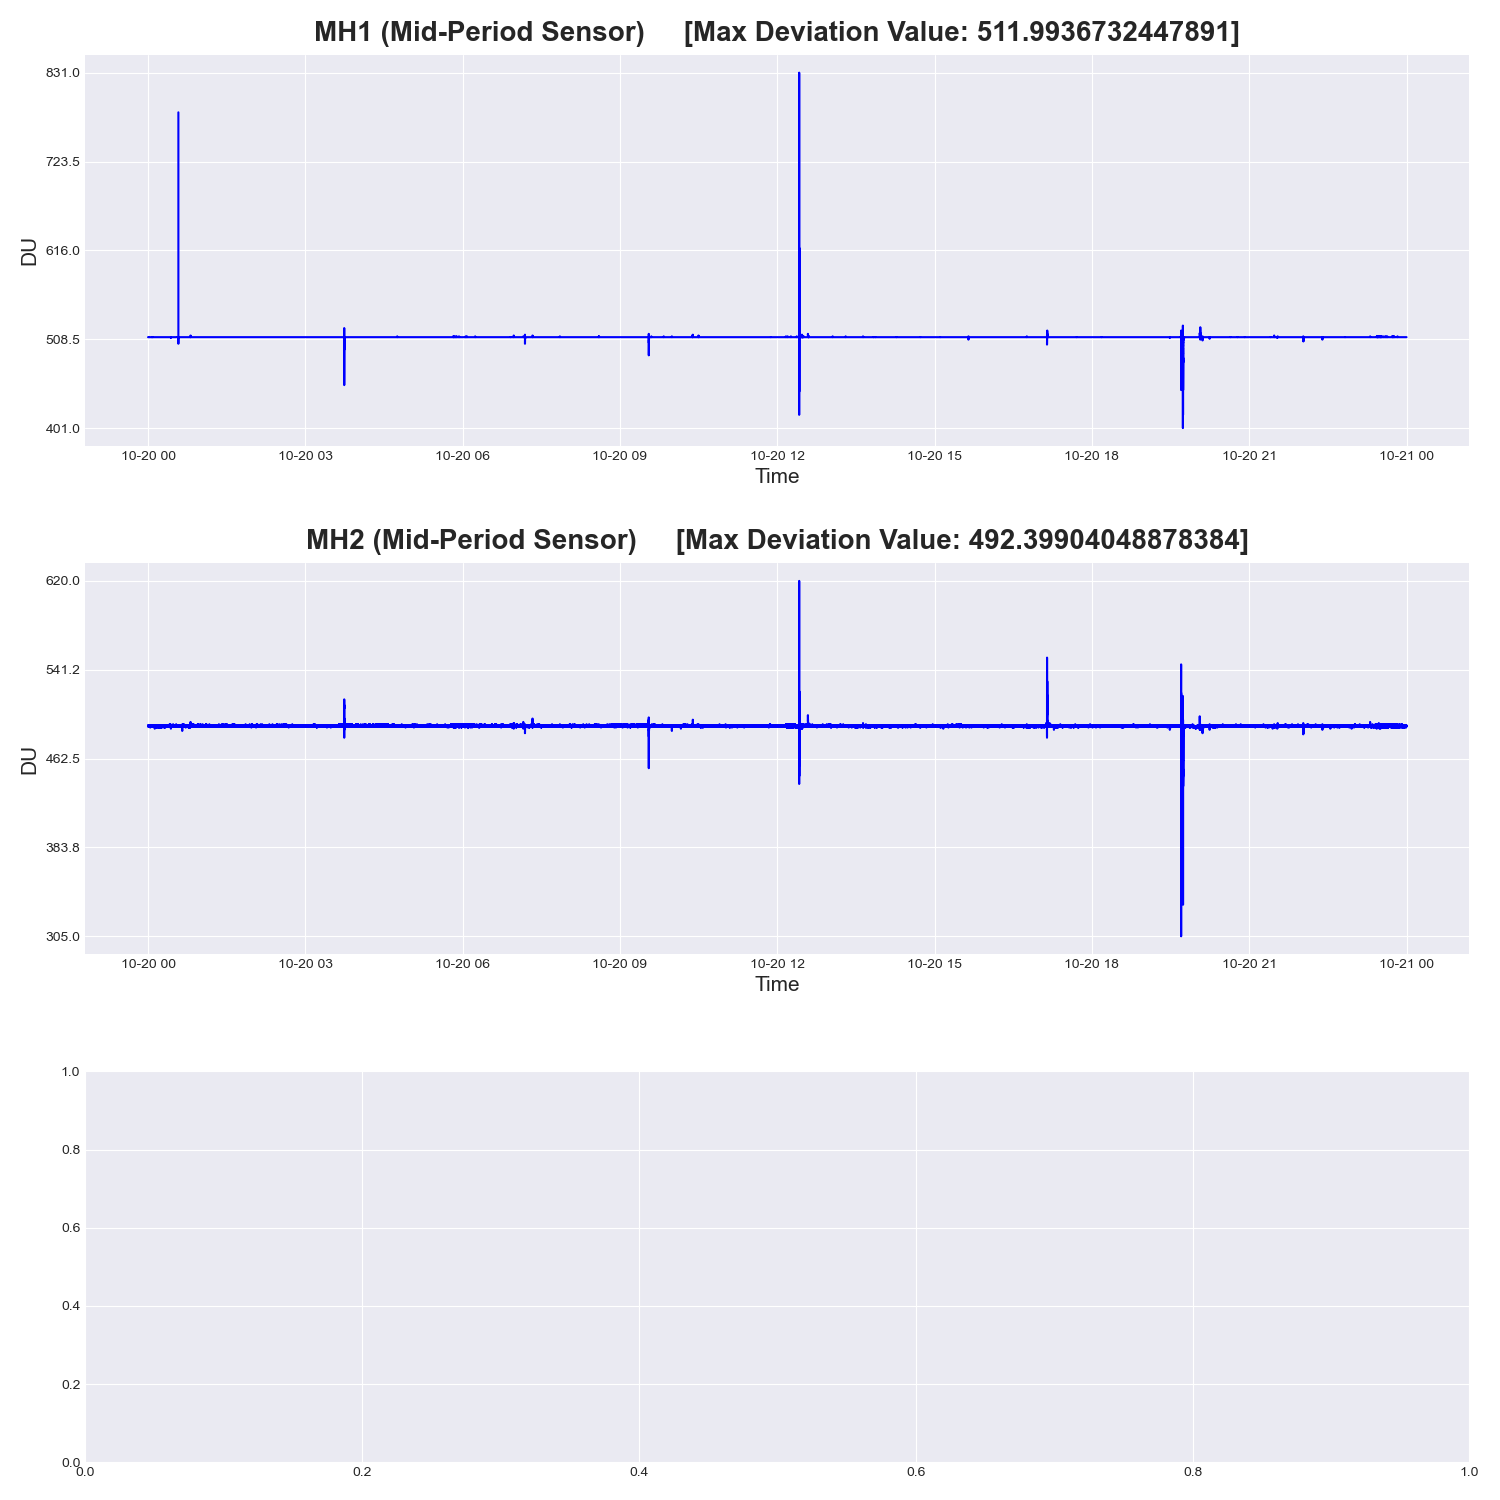 MH1 (Mid-Period Sensor) [Max Deviation Value: 511.9936732447891]
831.0
723.5
616.0
508.5
401.0
DU
10-20 00 10-20 03 10-20 06 10-20 09 10-20 12 10-20 15 10-20 18 10-20 21 10-21 00
Time
MH2 (Mid-Period Sensor) [Max Deviation Value: 492.39904048878384]
620.0
541.2
462.5
383.8
305.0
DU
10-20 00 10-20 03 10-20 06 10-20 09 10-20 12 10-20 15 10-20 18 10-20 21 10-21 00
Time
1.0
0.8
0.6
0.4
0.2
0.0
0.0 0.2 0.4 0.6 0.8 1.0